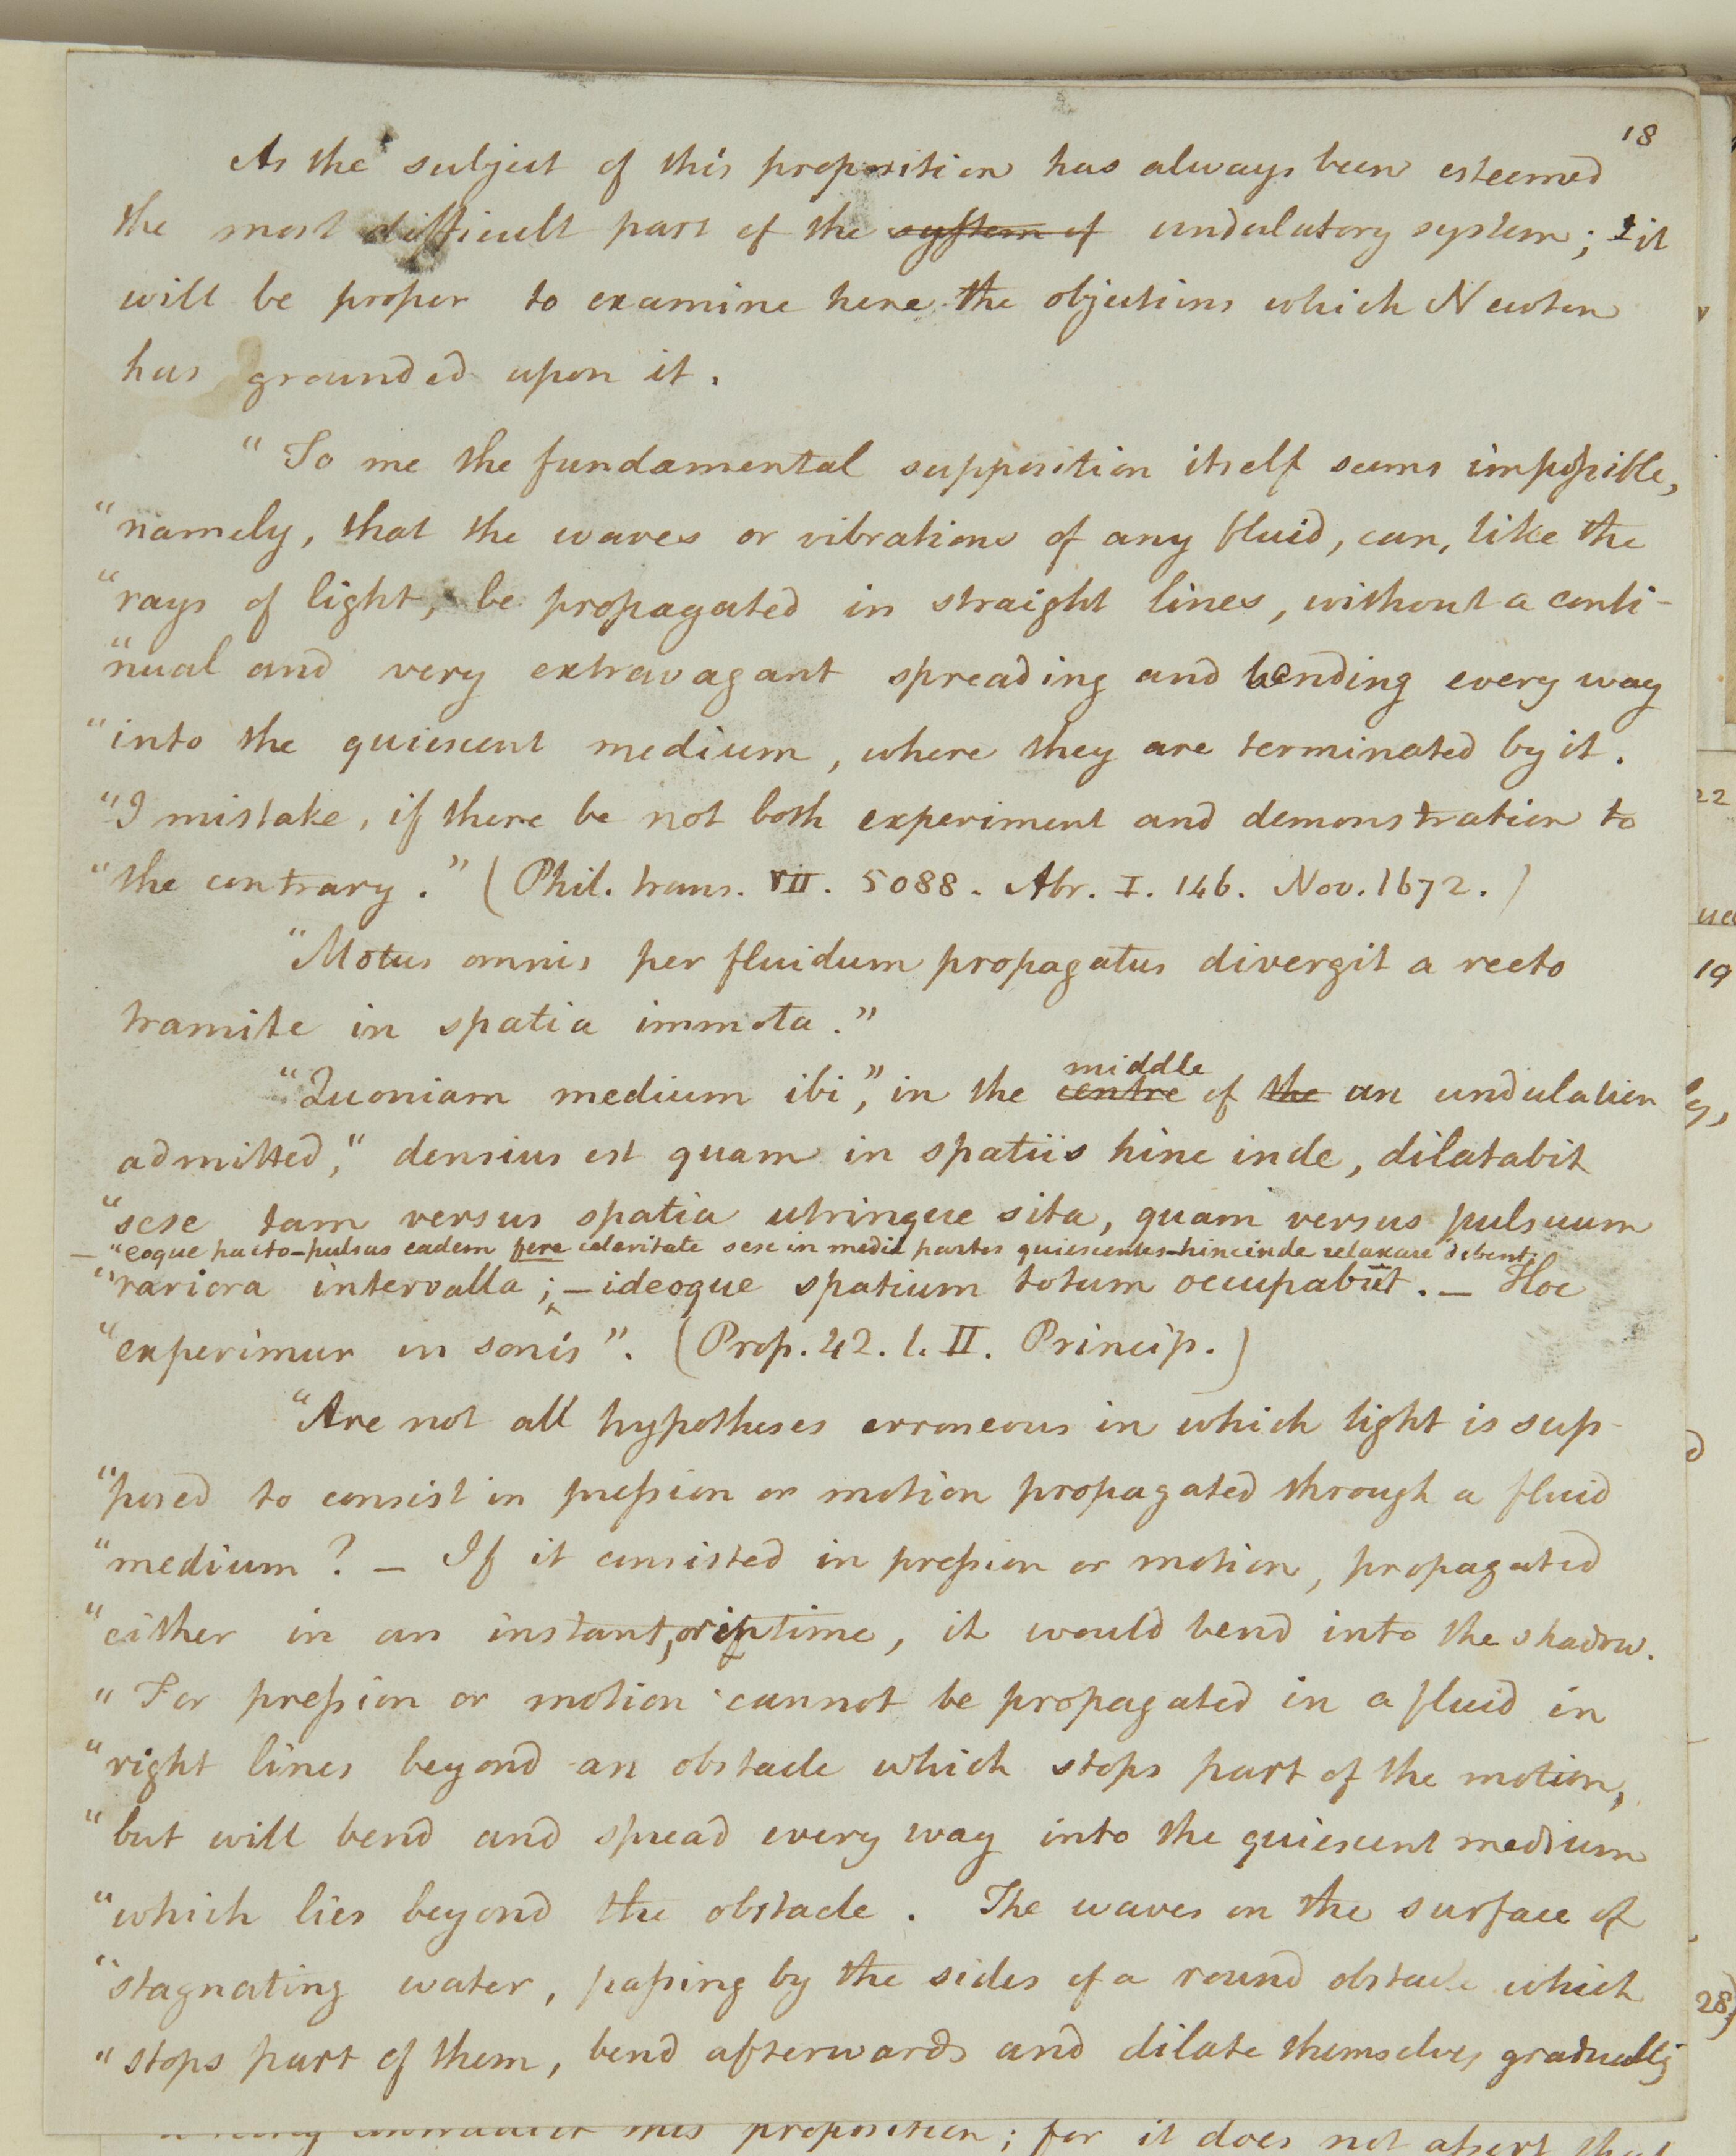 18
As the subject of this proposition has always been esteemed
the most difficult part of the system of undulatory system; it
will be proper to examine here the objections which Newton
has grounded upon it.
"To me the fundamental supposition itself seems impossible,
"namely, that the waves or vibrations of any fluid, can, like the
"rays of light, be propagated in straight lines, without a conti-
"nual and very extravagant spreading and bending every way
"into the quiescent medium, where they are terminated by it.
"I mistake, if there be not both experiment and demonstration to
"the contrary." (Phil. trans. VII. 5088. Abr. I. 146. Nov. 1672.)
"Motus omnis per fluidum propagatus divergit a recto
tramite in spatia immota."
middle
"Quoniam medium ibi," in the centre of the an undulation
admitted, "densius est quam in spatiis hinc inde, dilatabit
"sese tam versus spatia utrinque sita, quam versus pulsuum
— "eoque pacto—pulsus eadem fere celeritate sese in medii partes quiescentes hinc inde relaxare debent;
"rariora intervalla; — ideoque spatium totum occupabunt. — Hoc
"experimur in sonis". (Prop. 42. l. II. Princip.)
"Are not all hypotheses erroneous in which light is sup-
"posed to consist in pression or motion propagated through a fluid
"medium? — If it consisted in pression or motion, propagated
"either in an instant, or in time, it would bend into the shadow.
"For pression or motion cannot be propagated in a fluid in
"right lines beyond an obstacle which stops part of the motion,
"but will bend and spread every way into the quiescent medium
"which lies beyond the obstacle. The waves on the surface of
"stagnating water, passing by the sides of a round obstacle which
"stops part of them, bend afterwards and dilate themselves gradually
this proposition; for it does not assert that
22
19
28